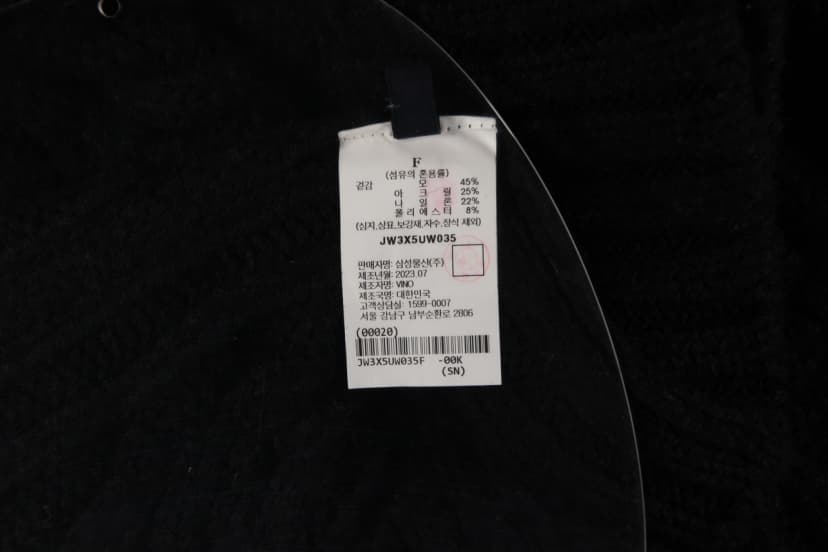 F
(섬유의 혼용률)
겉감 모 45%
아크릴 25%
나일론 22%
폴리에스터 8%
(심지,상표,보강재,자수,장식 제외)
JW3X5UW035
판매자명: 삼성물산(주)
제조년월: 2023.07
제조자명: VINO
제조국명: 대한민국
고객상담실: 1599-0007
서울 강남구 남부순환로 2806
(00020)
JW3X5UW035F -00K
(SN)